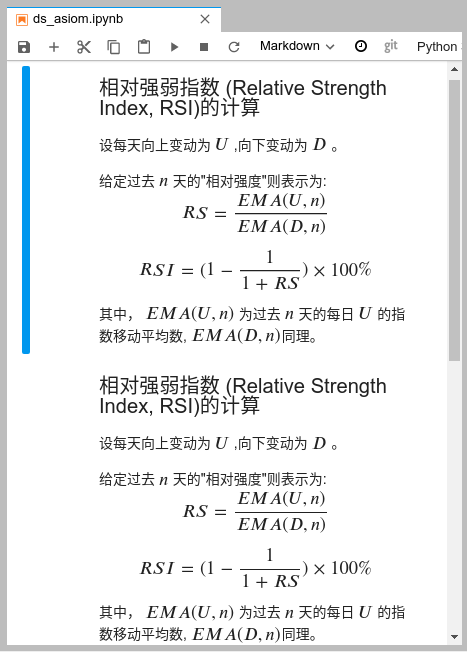 ds_asiom.ipynb
Markdown
git
Python
相对强弱指数 (Relative Strength
Index, RSI)的计算
设每天向上变动为 U ,向下变动为 D 。
给定过去 n 天的"相对强度"则表示为:
RS = EMA(U, n) / EMA(D, n)
RSI = (1 − 1 / (1 + RS)) × 100%
其中， EMA(U, n) 为过去 n 天的每日 U 的指
数移动平均数, EMA(D, n)同理。
相对强弱指数 (Relative Strength
Index, RSI)的计算
设每天向上变动为 U ,向下变动为 D 。
给定过去 n 天的"相对强度"则表示为:
RS = EMA(U, n) / EMA(D, n)
RSI = (1 − 1 / (1 + RS)) × 100%
其中， EMA(U, n) 为过去 n 天的每日 U 的指
数移动平均数, EMA(D, n)同理。